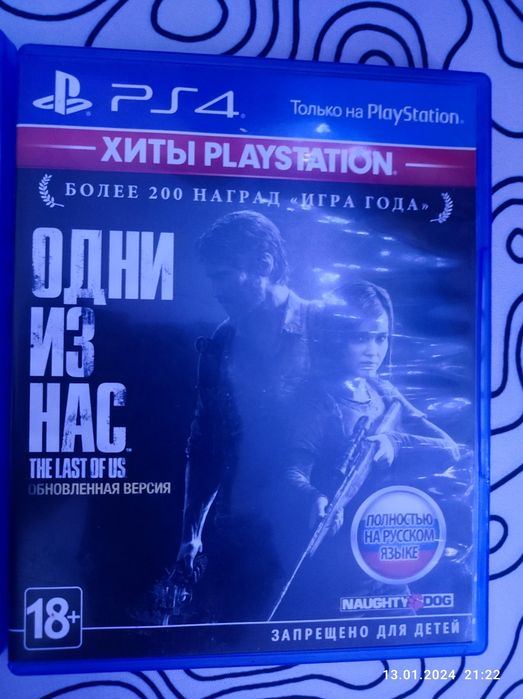 PS4 Только на PlayStation
ХИТЫ PLAYSTATION
БОЛЕЕ 200 НАГРАД «ИГРА ГОДА»
ОДНИ
ИЗ
НАС™
THE LAST OF US
ОБНОВЛЕННАЯ ВЕРСИЯ
ПОЛНОСТЬЮ
НА РУССКОМ
ЯЗЫКЕ
NAUGHTY DOG
18+
ЗАПРЕЩЕНО ДЛЯ ДЕТЕЙ
13.01.2024 21:22